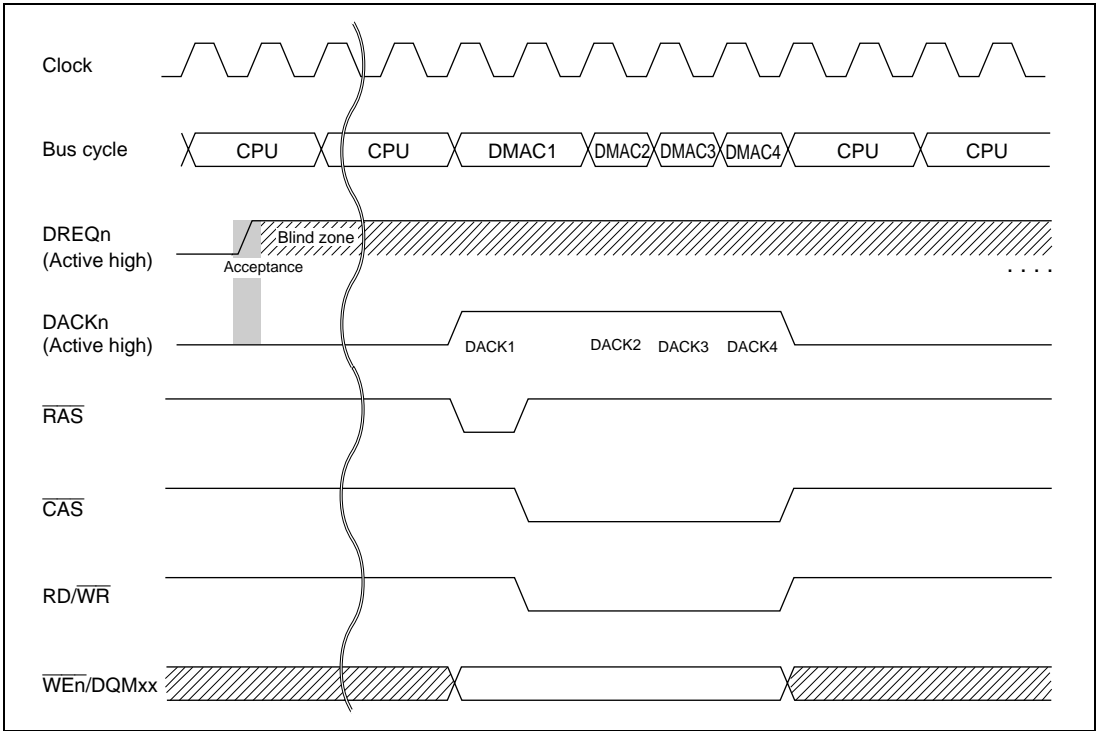 Clock
Bus cycle CPU CPU DMAC1 DMAC2 DMAC3 DMAC4 CPU CPU
DREQn
(Active high)
Blind zone
Acceptance
. . . .
DACKn
(Active high)
DACK1 DACK2 DACK3 DACK4
RAS
CAS
RD/WR
WEn/DQMxx